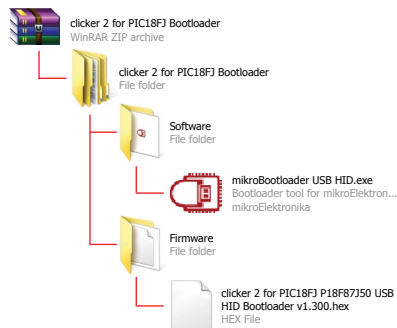 clicker 2 for PIC18FJ Bootloader
WinRAR ZIP archive
clicker 2 for PIC18FJ Bootloader
File folder
Software
File folder
mikroBootloader USB HID.exe
Bootloader tool for mikroElektron...
mikroElektronika
Firmware
File folder
clicker 2 for PIC18FJ P18F87J50 USB
HID Bootloader v1.300.hex
HEX File